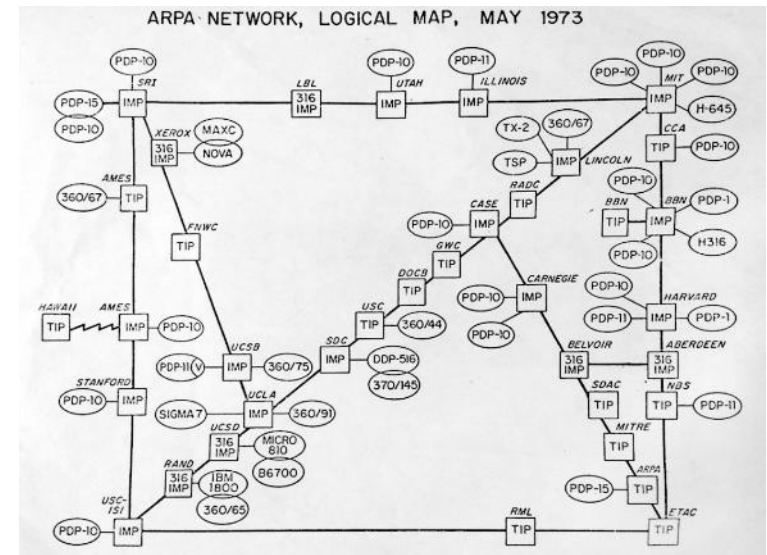 ARPA NETWORK, LOGICAL MAP, MAY 1973
PDP-10
SRI
PDP-15
IMP
PDP-10
LBL
316
IMP
PDP-10
UTAH
IMP
PDP-11
ILLINOIS
IMP
PDP-10
PDP-10
MIT
PDP-10
IMP
H-645
XEROX
316
IMP
MAXC
NOVA
TX-2
360/67
TSP
IMP
LINCOLN
CCA
TIP
PDP-10
AMES
360/67
TIP
RADC
TIP
PDP-10
BBN
TIP
BBN
IMP
PDP-1
PDP-10
H316
FNWC
TIP
CASE
PDP-10
IMP
GWC
TIP
DOCB
TIP
CARNEGIE
PDP-10
IMP
PDP-10
PDP-10
HARVARD
PDP-11
IMP
PDP-1
HAWAII
TIP
AMES
IMP
PDP-10
USC
TIP
360/44
SDC
IMP
DDP-516
370/145
BELVOIR
316
IMP
ABERDEEN
316
IMP
UCSB
PDP-11
V
IMP
360/75
STANFORD
PDP-10
IMP
UCLA
SIGMA 7
IMP
360/91
SDAC
TIP
NBS
TIP
PDP-11
UCSD
316
IMP
MICRO
810
B6700
MITRE
TIP
RAND
316
IMP
IBM
1800
360/65
ARPA
PDP-15
TIP
USC-
ISI
PDP-10
IMP
RML
TIP
ETAC
TIP